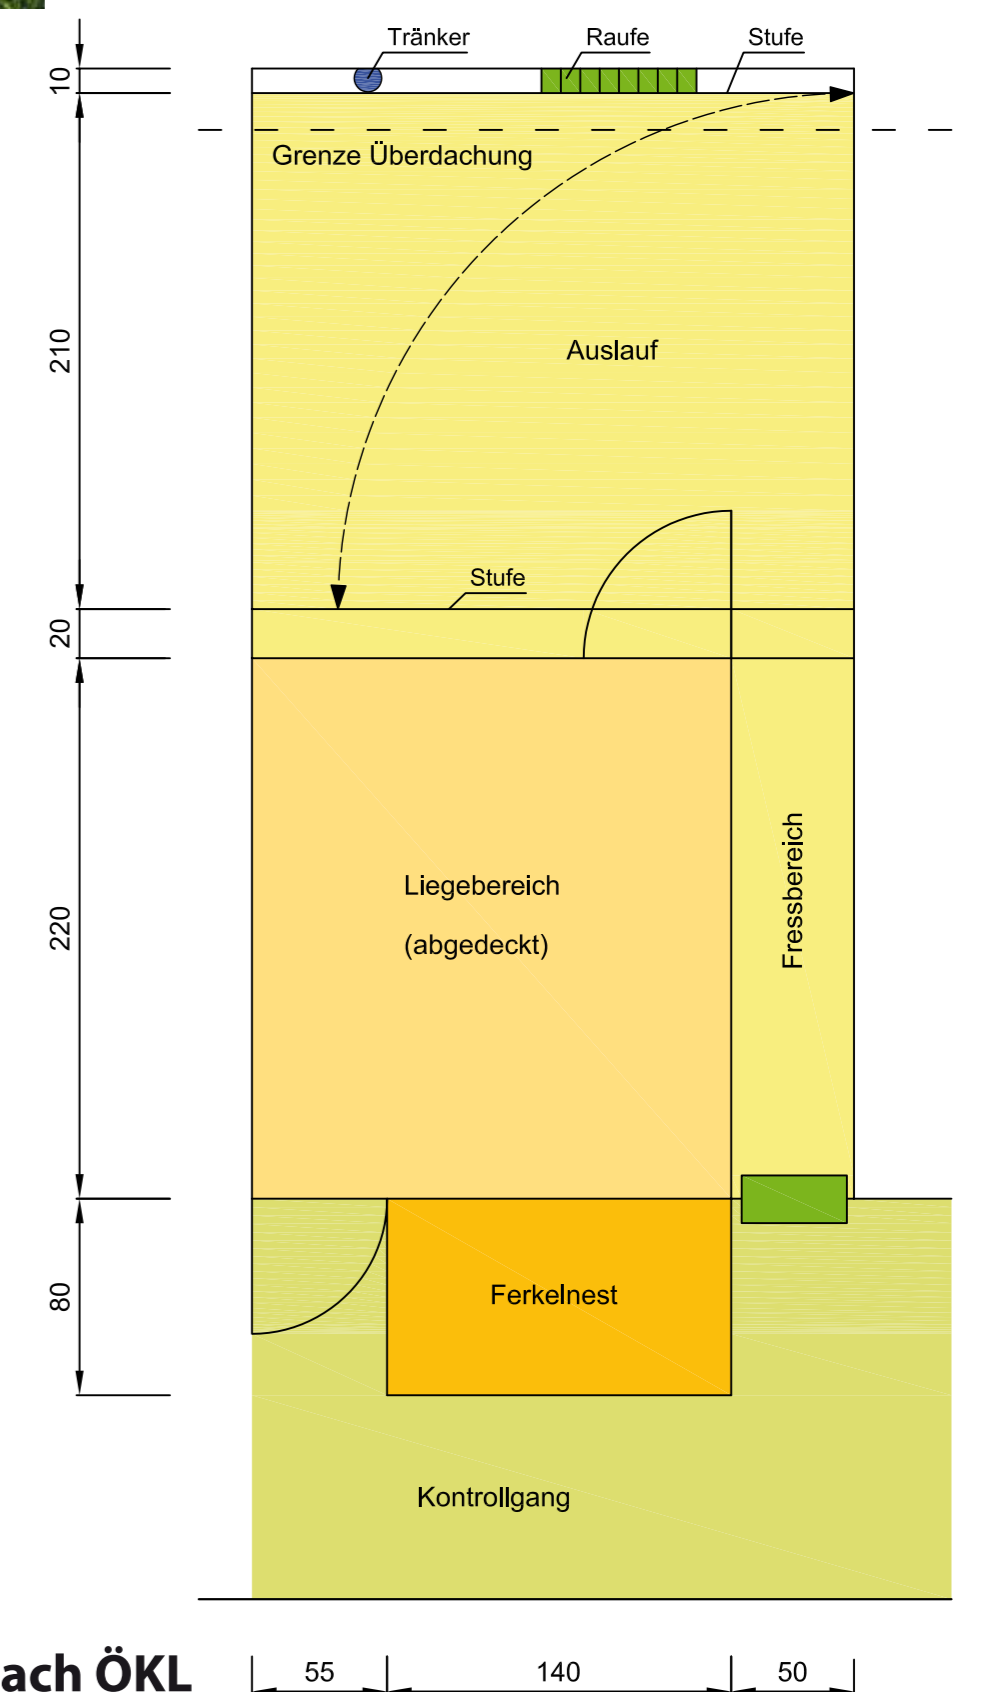 Tränker
Raufe
Stufe
10
Grenze Überdachung
210
Auslauf
Stufe
20
Liegebereich
(abgedeckt)
Fressbereich
220
Ferkelnest
80
Kontrollgang
ach ÖKL
55
140
50